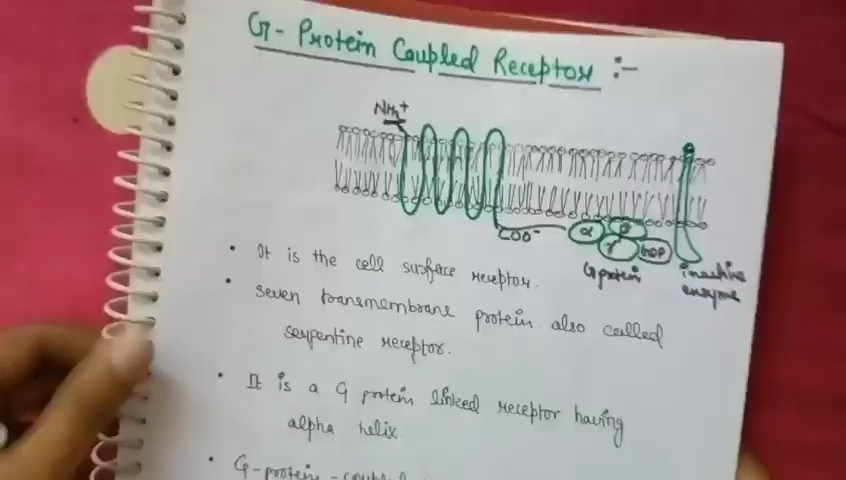 G-Protein Coupled Receptor :-
NH3+
COO-
α
β
γ
GDP
G protein
inactive
enzyme
• It is the cell surface receptor.
• Seven transmembrane protein also called
serpentine receptor.
• It is a G protein linked receptor having
alpha helix.
• G-protein-coupled